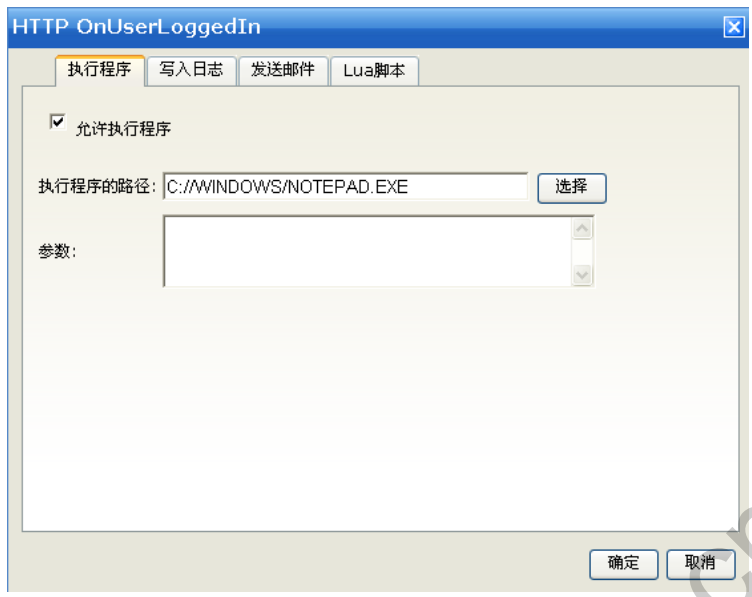 HTTP OnUserLoggedIn
执行程序 写入日志 发送邮件 Lua脚本
允许执行程序
执行程序的路径: C://WINDOWS/NOTEPAD.EXE 选择
参数:
确定 取消